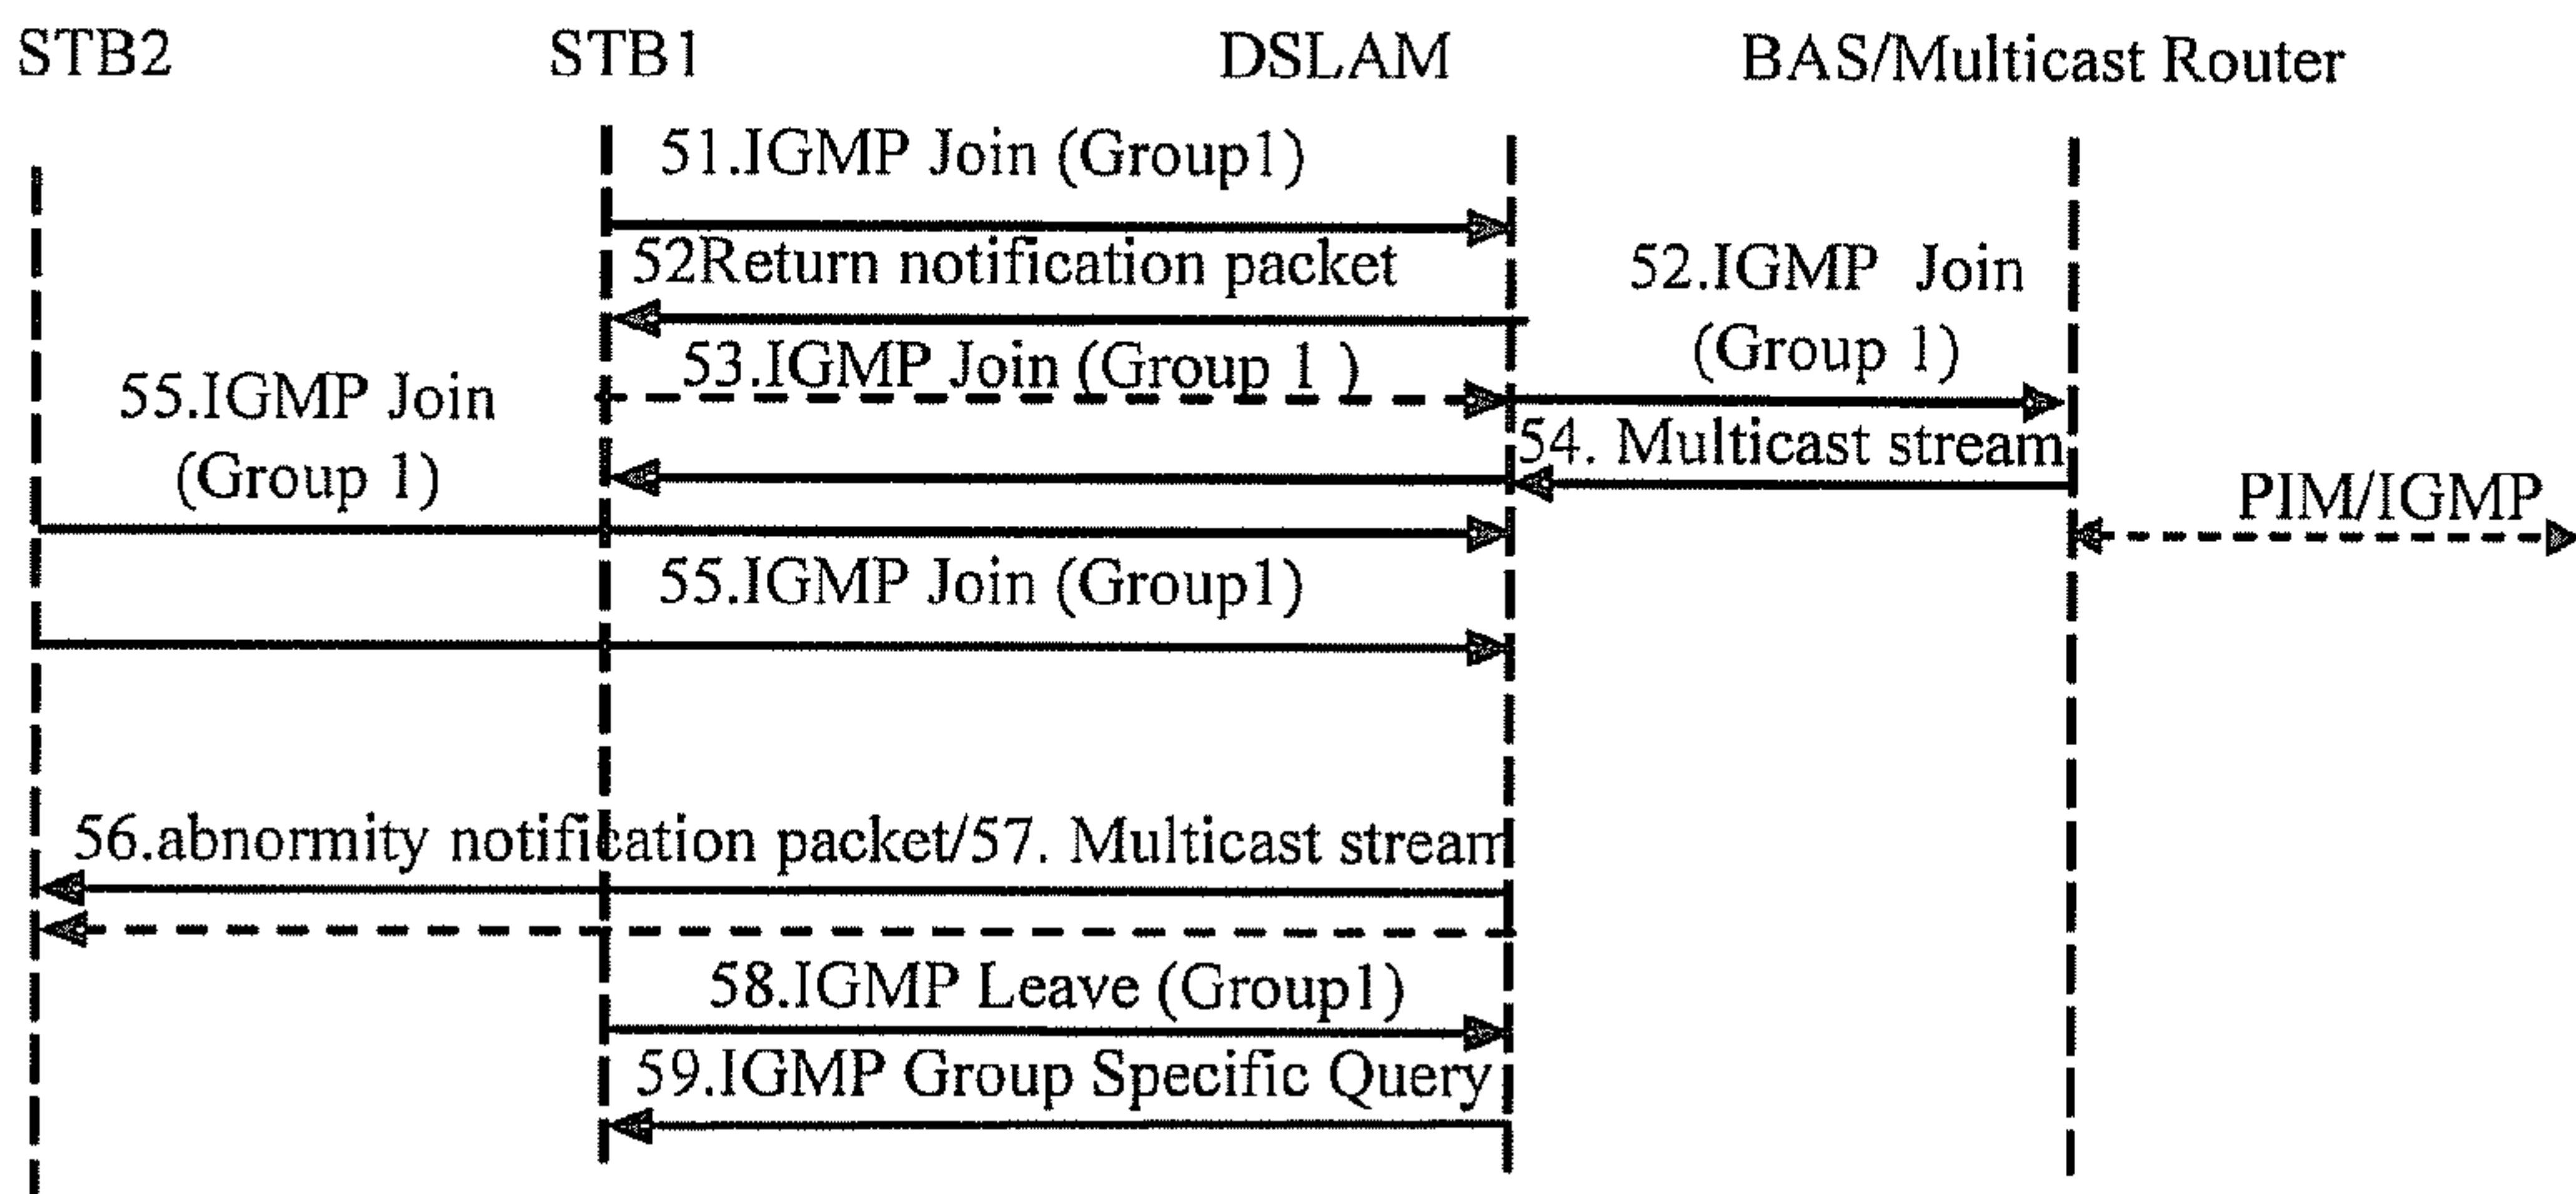 STB2 STB1 DSLAM BAS/Multicast Router
51.IGMP Join (Group1)
52Return notification packet
52.IGMP Join
(Group 1)
53.IGMP Join (Group 1 )
55.IGMP Join
(Group 1)
54. Multicast stream
PIM/IGMP
55.IGMP Join (Group1)
56.abnormity notification packet/57. Multicast stream
58.IGMP Leave (Group1)
59.IGMP Group Specific Query